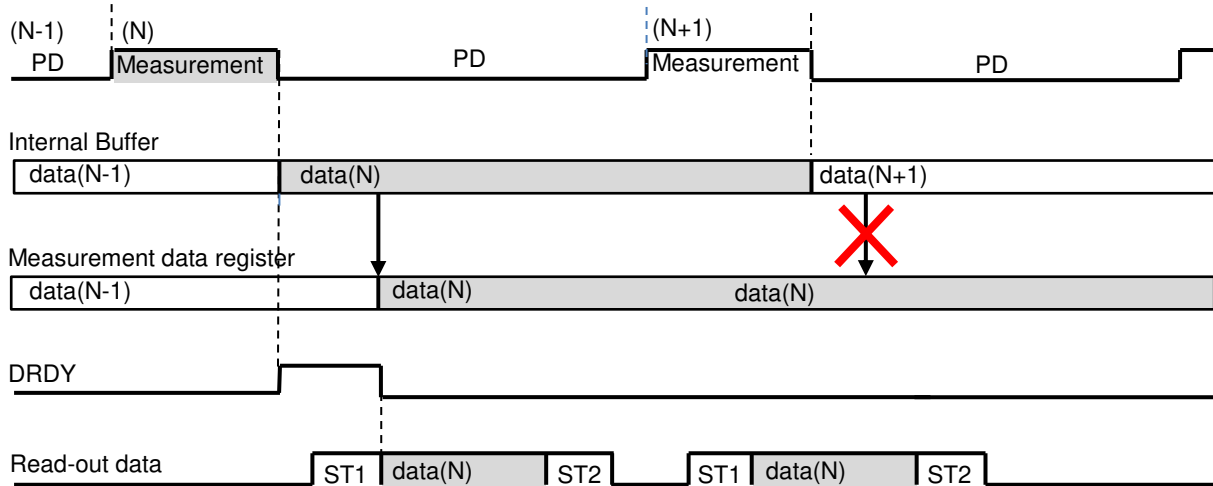 (N-1) (N) (N+1)
PD Measurement PD Measurement PD
Internal Buffer
data(N-1) data(N) data(N+1)
Measurement data register
data(N-1) data(N) data(N)
DRDY
Read-out data ST1 data(N) ST2 ST1 data(N) ST2